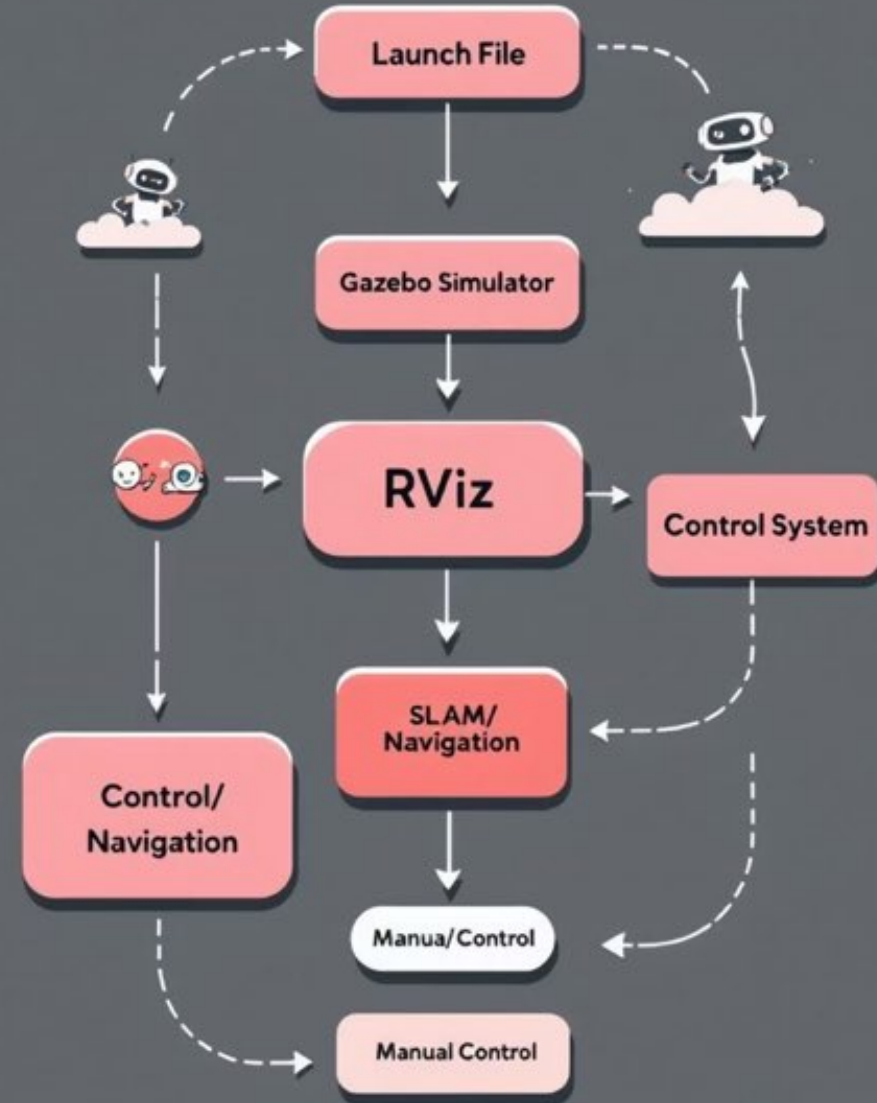 Launch File
Gazebo Simulator
RViz
Control System
SLAM/
Navigation
Control/
Navigation
Manua/Control
Manual Control